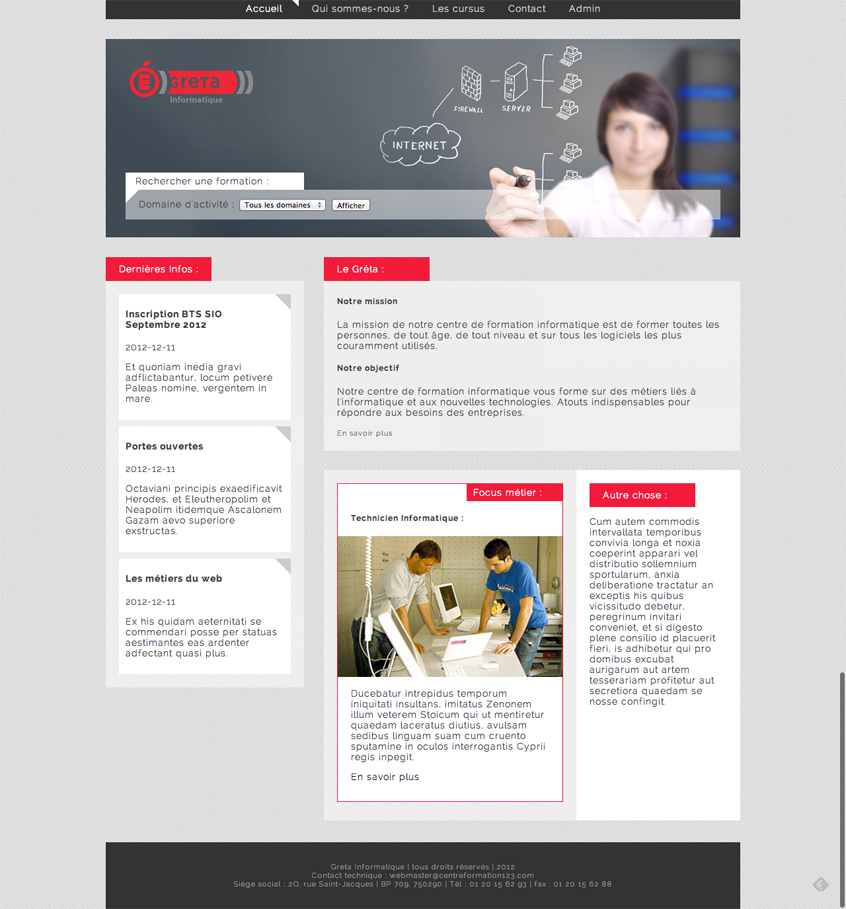 Accueil Qui sommes-nous ? Les cursus Contact Admin
GRETA
Informatique
FIREWALL
SERVER
INTERNET
Rechercher une formation :
Domaine d'activité : Tous les domaines Afficher
Dernières Infos :
Inscription BTS SIO
Septembre 2012
2012-12-11
Et quoniam inedia gravi
adflictabantur, locum petivere
Paleas nomine, vergentem in
mare.
Portes ouvertes
2012-12-11
Octaviani principis exaedificavit
Herodes, et Eleutheropolim et
Neapolim itidemque Ascalonem
Gazam aevo superiore
exstructas.
Les métiers du web
2012-12-11
Ex his quidam aeternitati se
commendari posse per statuas
aestimantes eas ardenter
adfectant quasi plus.
Le Gréta :
Notre mission
La mission de notre centre de formation informatique est de former toutes les
personnes, de tout âge, de tout niveau et sur tous les logiciels les plus
couramment utilisés.
Notre objectif
Notre centre de formation informatique vous forme sur des métiers liés à
l'informatique et aux nouvelles technologies. Atouts indispensables pour
répondre aux besoins des entreprises.
En savoir plus
Focus métier :
Technicien Informatique :
Ducebatur intrepidus temporum
iniquitati insultans, imitatus Zenonem
illum veterem Stoicum qui ut mentiretur
quaedam laceratus diutius, avulsam
sedibus linguam suam cum cruento
sputamine in oculos interrogantis Cyprii
regis inpegit.
En savoir plus
Autre chose :
Cum autem commodis
intervallata temporibus
convivia longa et noxia
coeperint apparari vel
distributio sollemnium
sportularum, anxia
deliberatione tractatur an
exceptis his quibus
vicissitudo debetur,
peregrinum invitari
conveniet, et si digesto
plene consilio id placuerit
fieri, is adhibetur qui pro
domibus excubat
aurigarum aut artem
tesserariam profitetur aut
secretiora quaedam se
nosse confingit.
Greta Informatique | tous droits réservés | 2012
Contact technique : webmaster@centreformation123.com
Siège social : 20, rue Saint-Jacques | BP 709, 750290 | Tél : 01 20 15 62 93 | fax : 01 20 15 62 88